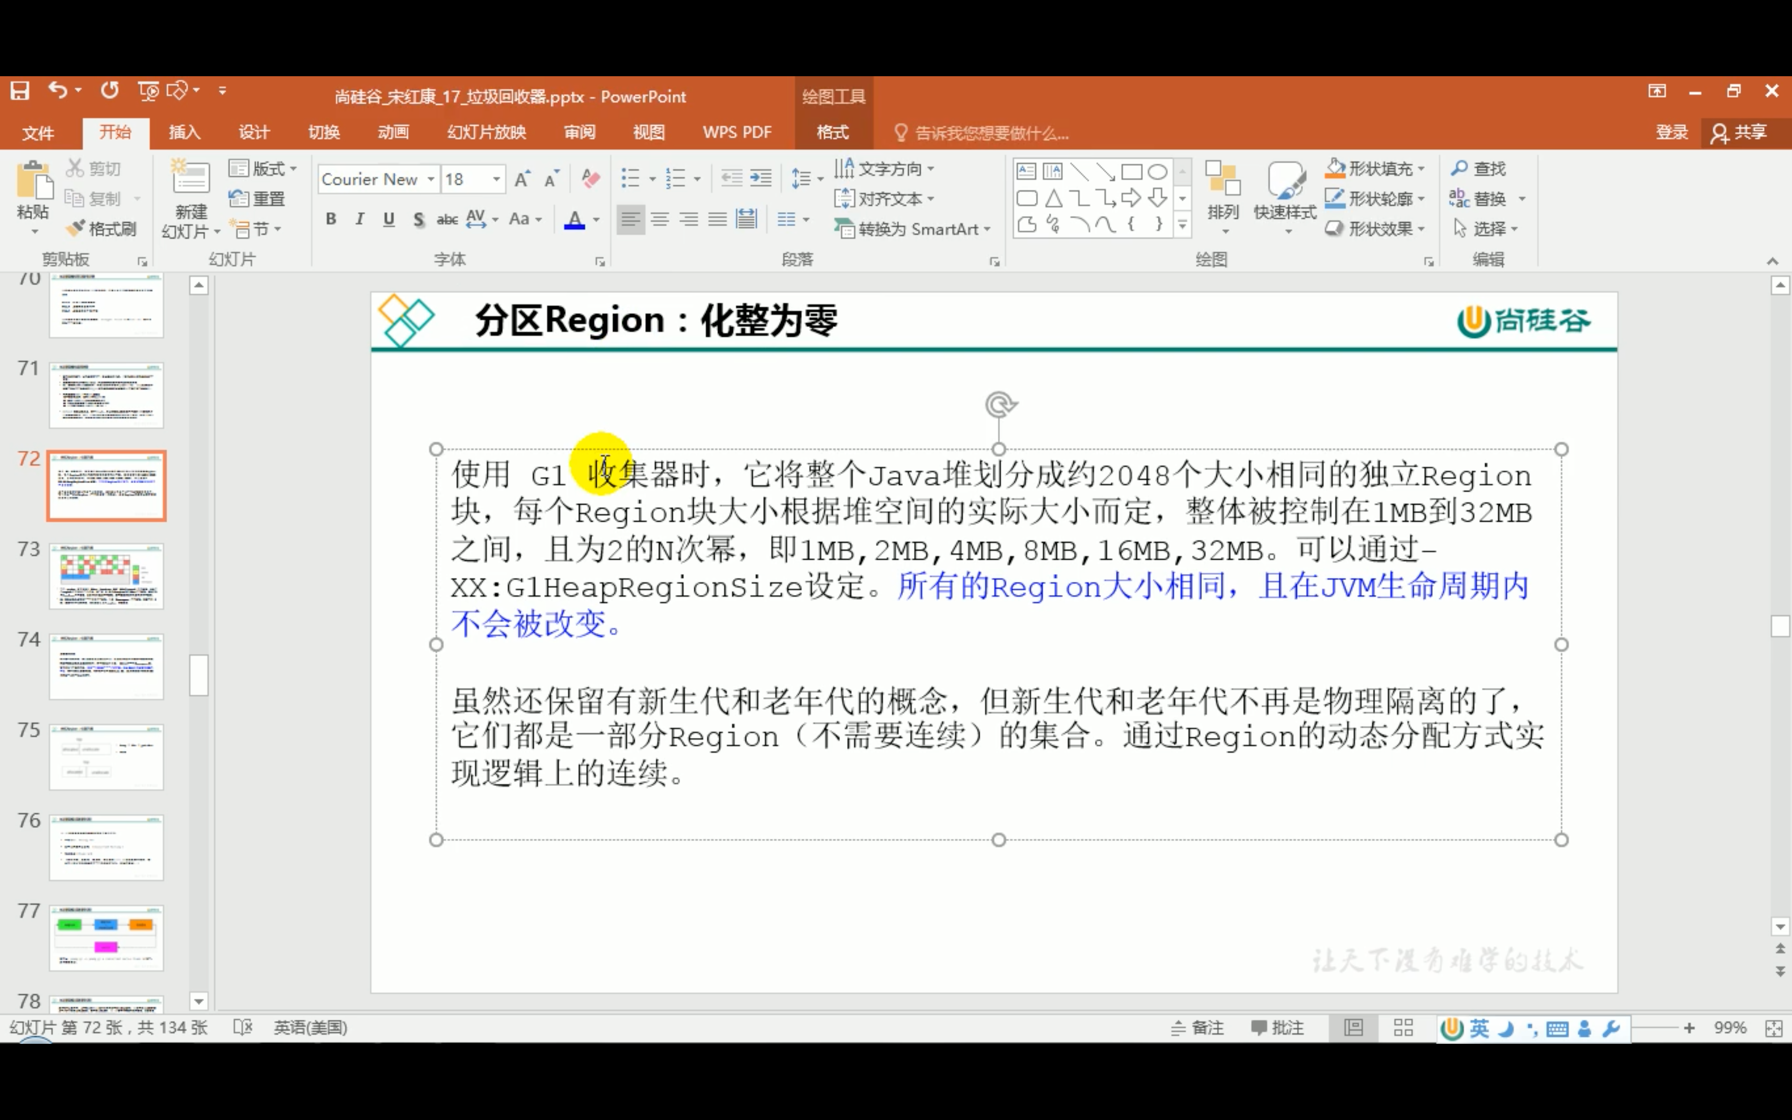 尚硅谷_宋红康_17_垃圾回收器.pptx - PowerPoint
绘图工具
文件 开始 插入 设计 切换 动画 幻灯片放映 审阅 视图 WPS PDF 格式 告诉我您想要做什么... 登录 共享
粘贴
剪切
复制
格式刷
剪贴板
新建
幻灯片
版式
重置
节
幻灯片
Courier New 18
B I U S abc AV Aa A
字体
文字方向
对齐文本
转换为 SmartArt
段落
排列
快速样式
形状填充
形状轮廓
形状效果
绘图
查找
替换
选择
编辑
70
71
72
73
74
75
76
77
78
分区Region：化整为零
尚硅谷
使用 G1 收集器时，它将整个Java堆划分成约2048个大小相同的独立Region
块，每个Region块大小根据堆空间的实际大小而定，整体被控制在1MB到32MB
之间，且为2的N次幂，即1MB,2MB,4MB,8MB,16MB,32MB。可以通过-
XX:G1HeapRegionSize设定。所有的Region大小相同，且在JVM生命周期内
不会被改变。
虽然还保留有新生代和老年代的概念，但新生代和老年代不再是物理隔离的了，
它们都是一部分Region（不需要连续）的集合。通过Region的动态分配方式实
现逻辑上的连续。
让天下没有难学的技术
幻灯片 第 72 张，共 134 张 英语(美国) 备注 批注 英 99%